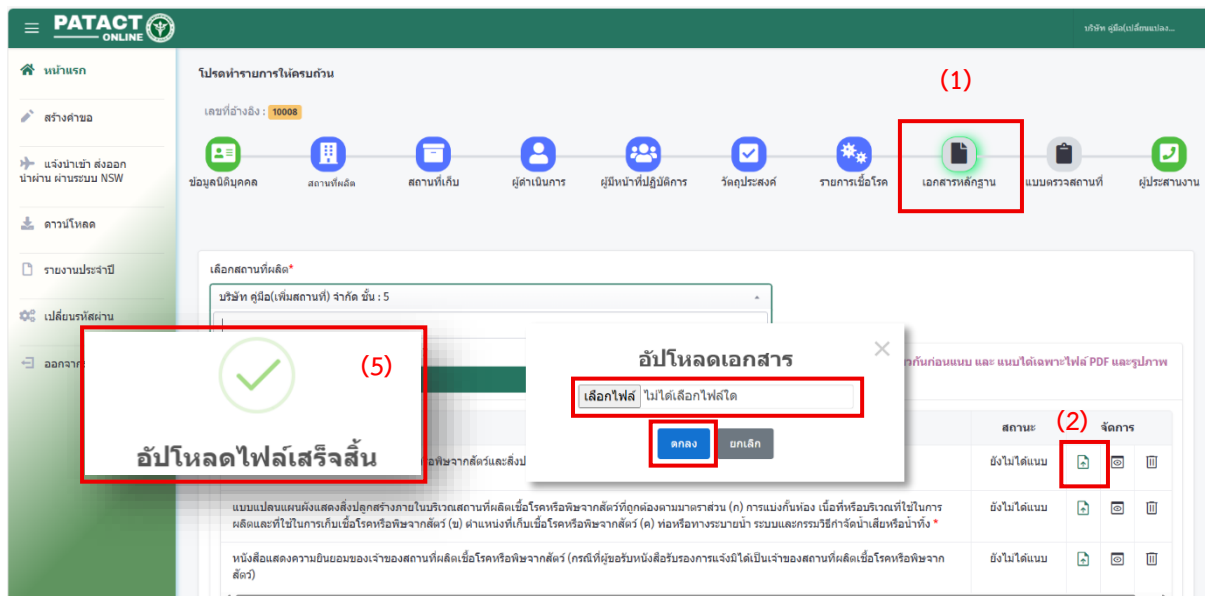 PATACT
ONLINE
บริษัท คู่มือ(เปลี่ยนแปลง...
หน้าแรก
สร้างคำขอ
แจ้งนำเข้า ส่งออก
นำผ่าน ผ่านระบบ NSW
ดาวน์โหลด
รายงานประจำปี
เปลี่ยนรหัสผ่าน
โปรดทำรายการให้ครบถ้วน
(1)
เลขที่อ้างอิง : 10008
ข้อมูลนิติบุคคล
สถานที่ผลิต
สถานที่เก็บ
ผู้ดำเนินการ
ผู้มีหน้าที่ปฏิบัติการ
วัตถุประสงค์
รายการเชื้อโรค
เอกสารหลักฐาน
แบบตรวจสถานที่
ผู้ประสานงาน
เลือกสถานที่ผลิต*
บริษัท คู่มือ(เพิ่มสถานที่) จำกัด ชั้น : 5
(5)
อัปโหลดไฟล์เสร็จสิ้น
อัปโหลดเอกสาร
เลือกไฟล์ ไม่ได้เลือกไฟล์ใด
ตกลง
ยกเลิก
วกันก่อนแนบ และ แนบได้เฉพาะไฟล์ PDF และรูปภาพ
สถานะ
(2)
จัดการ
ยังไม่ได้แนบ
แบบแปลนแผนผังแสดงสิ่งปลูกสร้างภายในบริเวณสถานที่ผลิตเชื้อโรคหรือพิษจากสัตว์ที่ถูกต้องตามมาตราส่วน (ก) การแบ่งกั้นห้อง เนื้อที่หรือบริเวณที่ใช้ในการ
ผลิตและที่ใช้ในการเก็บเชื้อโรคหรือพิษจากสัตว์ (ข) ตำแหน่งที่เก็บเชื้อโรคหรือพิษจากสัตว์ (ค) ท่อหรือทางระบายน้ำ ระบบและกรรมวิธีกำจัดน้ำเสียหรือน้ำทิ้ง *
ยังไม่ได้แนบ
หนังสือแสดงความยินยอมของเจ้าของสถานที่ผลิตเชื้อโรคหรือพิษจากสัตว์ (กรณีที่ผู้ขอรับหนังสือรับรองการแจ้งมิได้เป็นเจ้าของสถานที่ผลิตเชื้อโรคหรือพิษจาก
สัตว์)
ยังไม่ได้แนบ